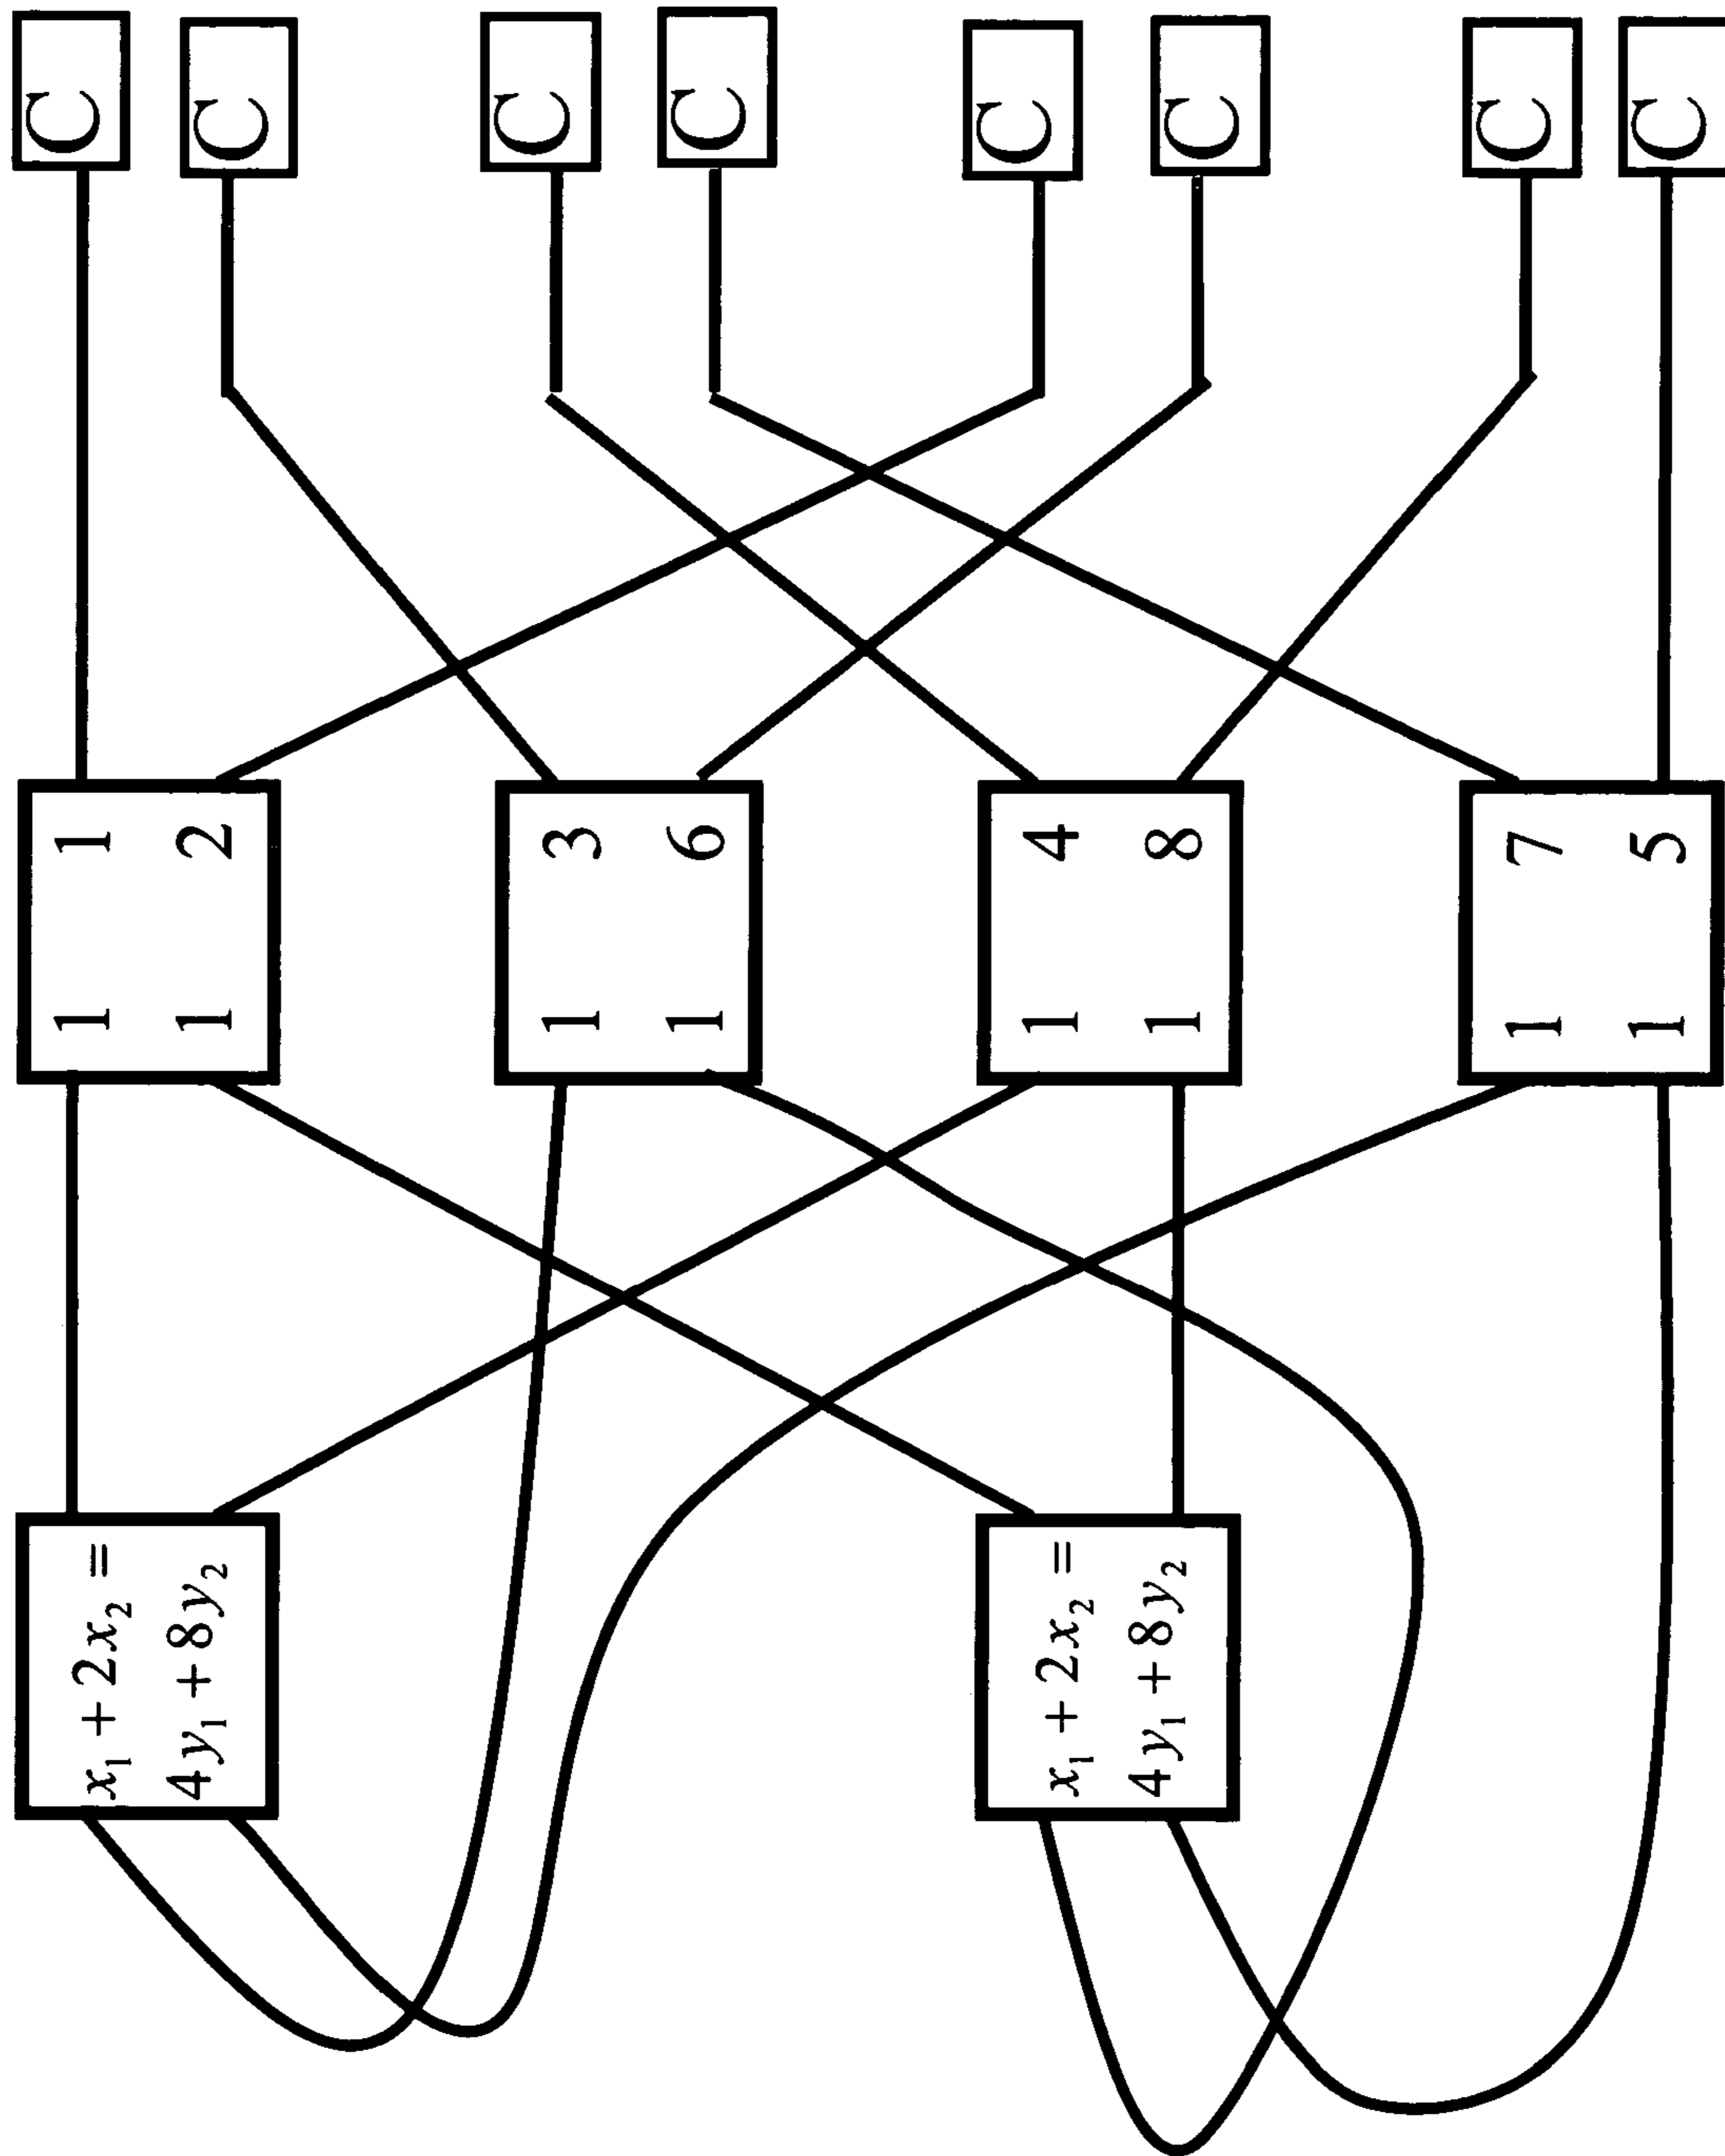 C
C
C
C
C
C
C
C
1 1
1 2
1 3
1 6
1 4
1 8
1 7
1 5
x₁ + 2x₂ =
4y₁ + 8y₂
x₁ + 2x₂ =
4y₁ + 8y₂